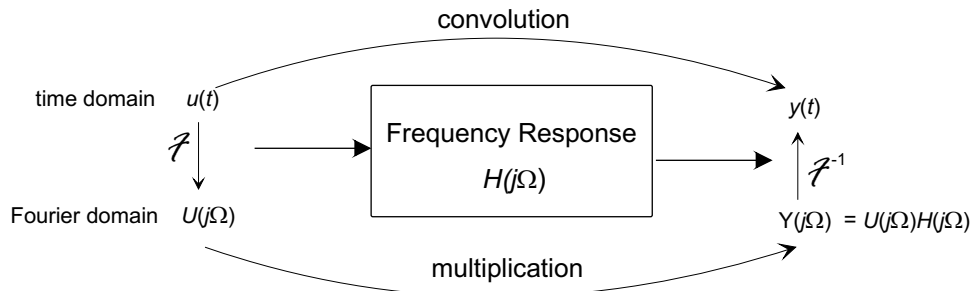 convolution
time domain u(t)
y(t)
Frequency Response
H(jΩ)
ℱ
ℱ⁻¹
Fourier domain U(jΩ)
Y(jΩ) = U(jΩ)H(jΩ)
multiplication